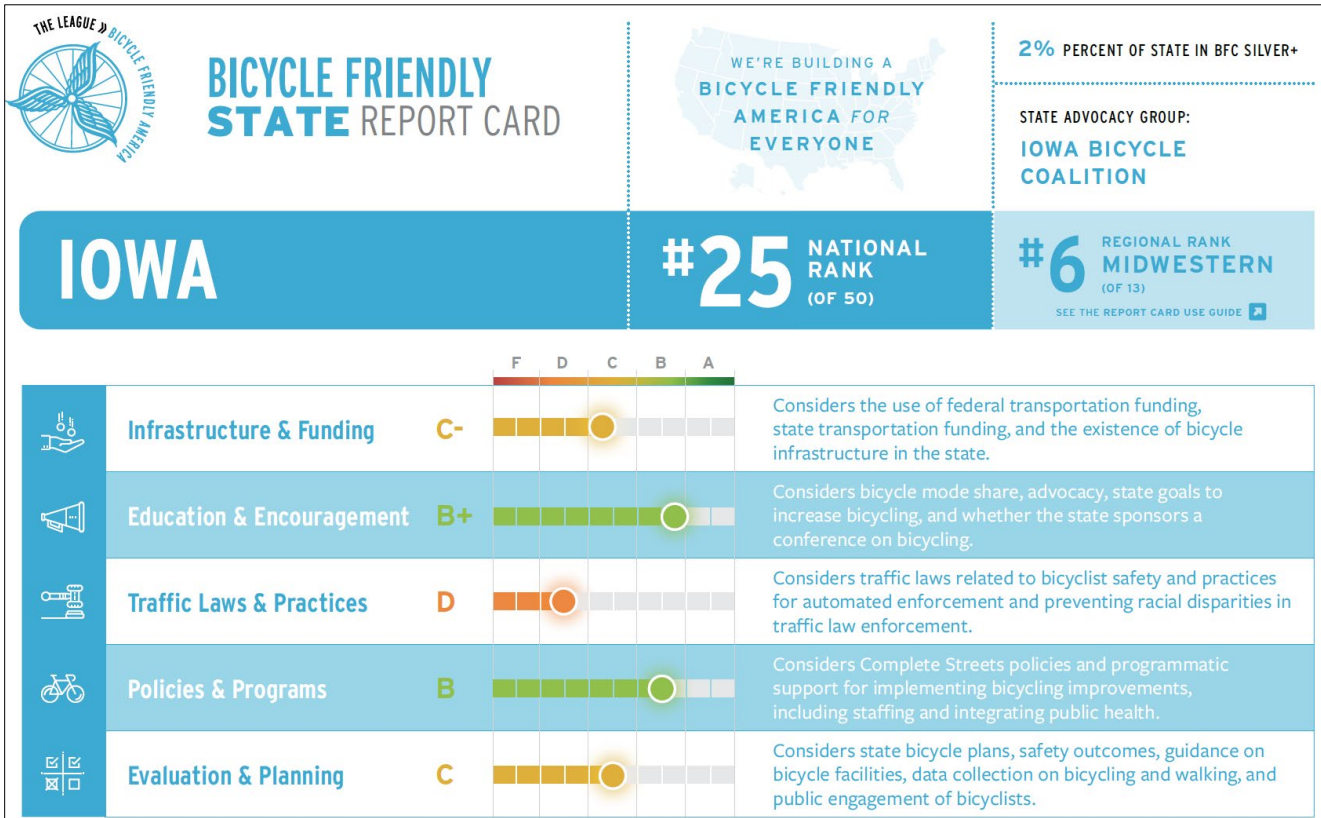 THE LEAGUE » BICYCLE FRIENDLY AMERICA
BICYCLE FRIENDLY
STATE REPORT CARD
WE'RE BUILDING A
BICYCLE FRIENDLY
AMERICA FOR
EVERYONE
2% PERCENT OF STATE IN BFC SILVER+
STATE ADVOCACY GROUP:
IOWA BICYCLE
COALITION
IOWA
#25 NATIONAL
RANK
(OF 50)
#6 REGIONAL RANK
MIDWESTERN
(OF 13)
SEE THE REPORT CARD USE GUIDE
F D C B A
Infrastructure & Funding C-
Considers the use of federal transportation funding,
state transportation funding, and the existence of bicycle
infrastructure in the state.
Education & Encouragement B+
Considers bicycle mode share, advocacy, state goals to
increase bicycling, and whether the state sponsors a
conference on bicycling.
Traffic Laws & Practices D
Considers traffic laws related to bicyclist safety and practices
for automated enforcement and preventing racial disparities in
traffic law enforcement.
Policies & Programs B
Considers Complete Streets policies and programmatic
support for implementing bicycling improvements,
including staffing and integrating public health.
Evaluation & Planning C
Considers state bicycle plans, safety outcomes, guidance on
bicycle facilities, data collection on bicycling and walking, and
public engagement of bicyclists.